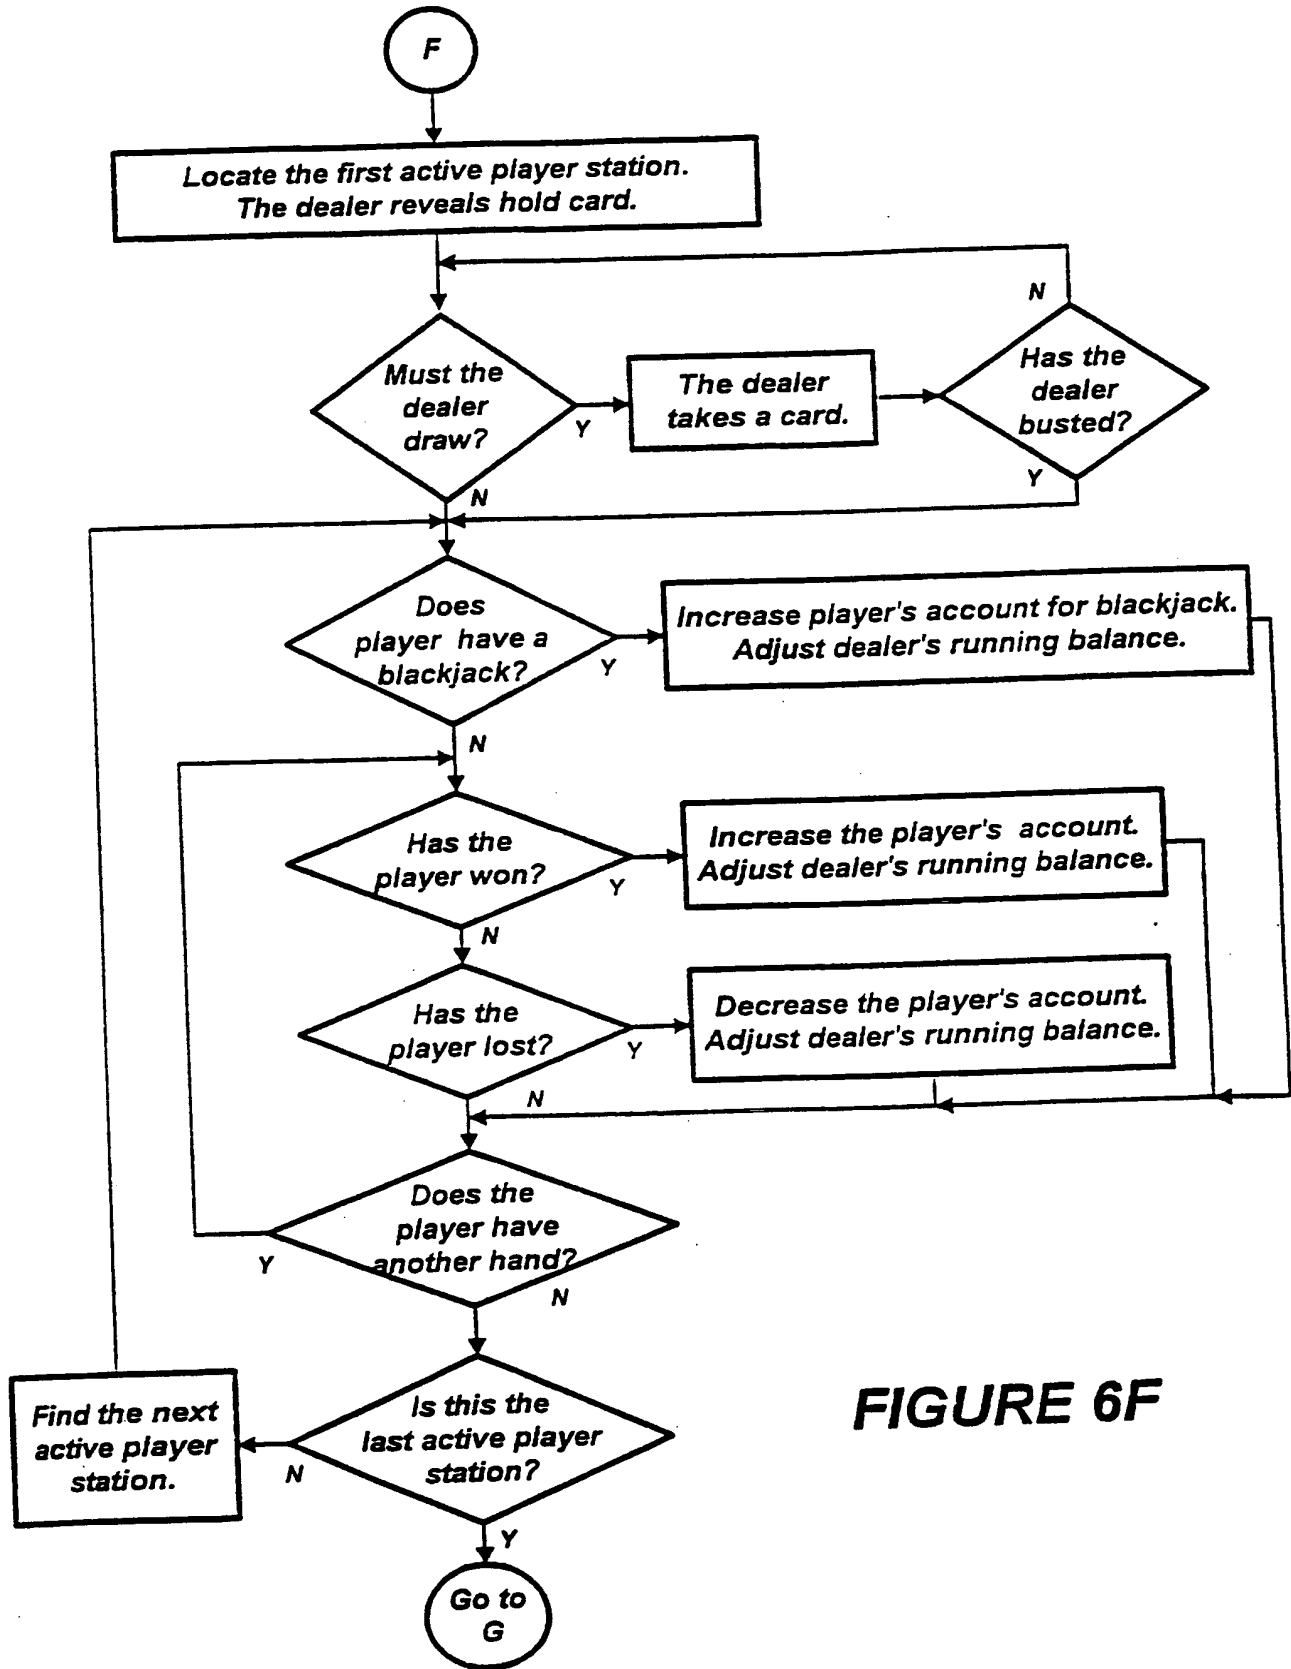 F
Locate the first active player station.
The dealer reveals hold card.
N
Must the
dealer
draw?
Y
The dealer
takes a card.
Has the
dealer
busted?
Y
N
Does
player have a
blackjack?
Y
Increase player's account for blackjack.
Adjust dealer's running balance.
N
Has the
player won?
Y
Increase the player's account.
Adjust dealer's running balance.
N
Has the
player lost?
Y
Decrease the player's account.
Adjust dealer's running balance.
N
Does the
player have
another hand?
Y
N
Find the next
active player
station.
N
Is this the
last active player
station?
Y
Go to
G
FIGURE 6F